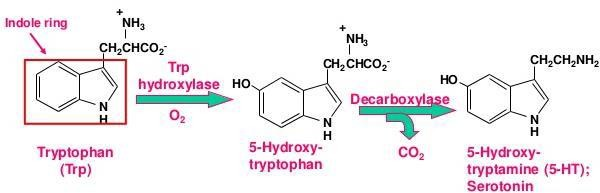 Indole ring
+
NH₃
CH₂CHCO₂⁻
N
H
Tryptophan
(Trp)
Trp
hydroxylase
O₂
+
NH₃
CH₂CHCO₂⁻
HO
N
H
5-Hydroxy-
tryptophan
Decarboxylase
CO₂
CH₂CH₂NH₂
HO
N
H
5-Hydroxy-
tryptamine (5-HT);
Serotonin